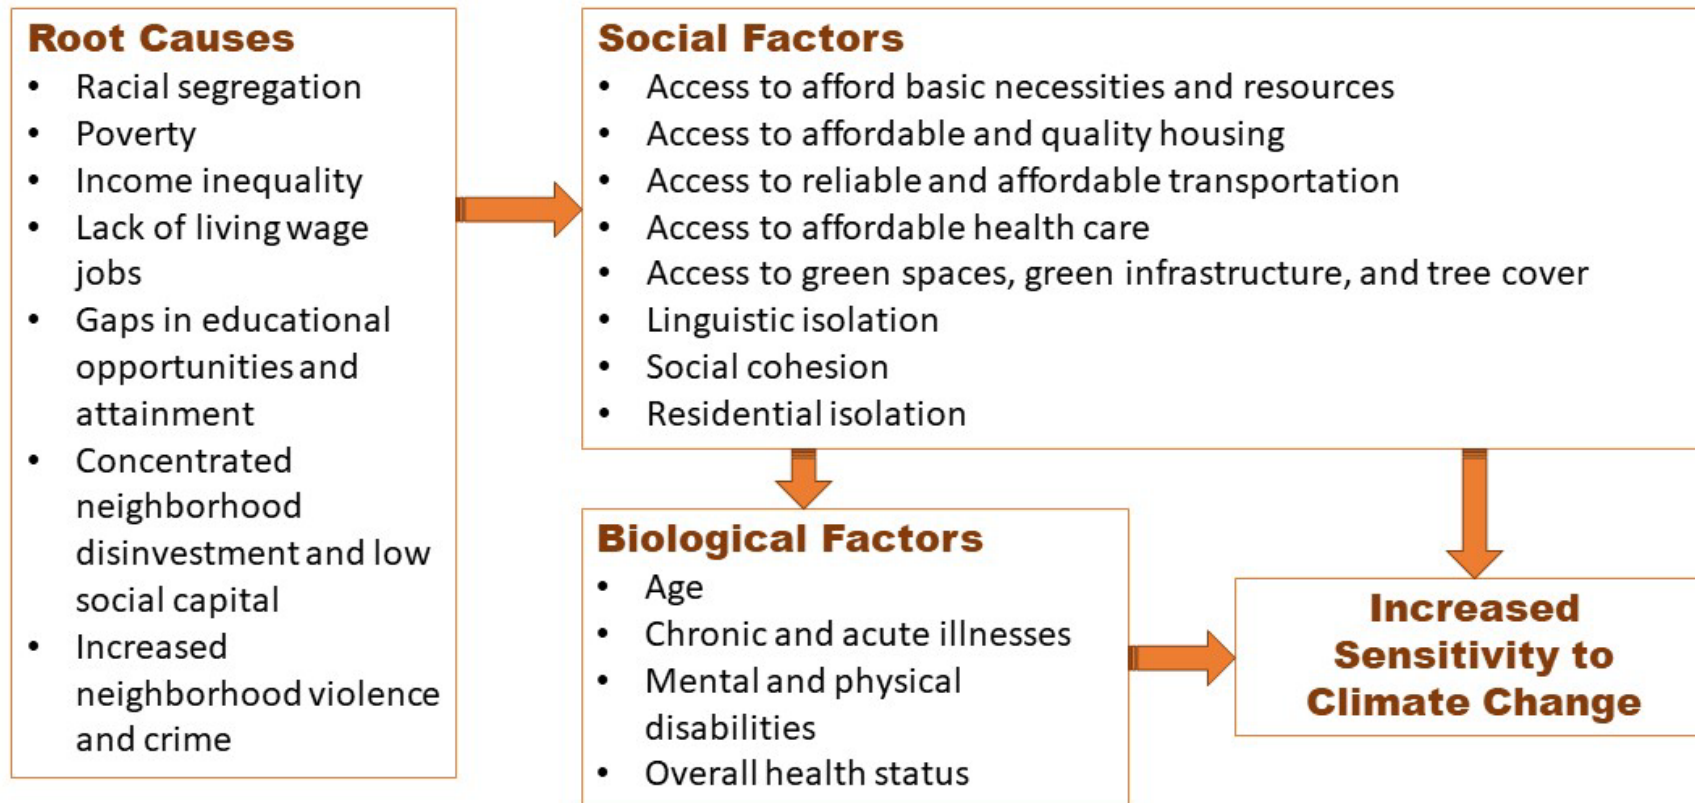 Root Causes
• Racial segregation
• Poverty
• Income inequality
• Lack of living wage
jobs
• Gaps in educational
opportunities and
attainment
• Concentrated
neighborhood
disinvestment and low
social capital
• Increased
neighborhood violence
and crime
Social Factors
• Access to afford basic necessities and resources
• Access to affordable and quality housing
• Access to reliable and affordable transportation
• Access to affordable health care
• Access to green spaces, green infrastructure, and tree cover
• Linguistic isolation
• Social cohesion
• Residential isolation
Biological Factors
• Age
• Chronic and acute illnesses
• Mental and physical
disabilities
• Overall health status
Increased
Sensitivity to
Climate Change